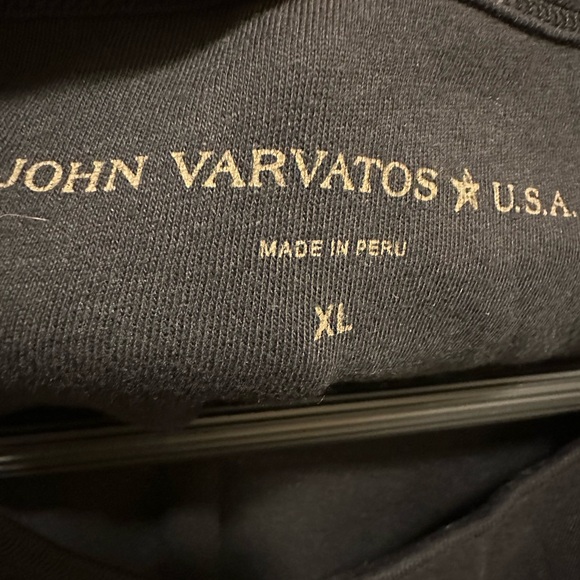 JOHN VARVATOS ★ U.S.A.
MADE IN PERU
XL